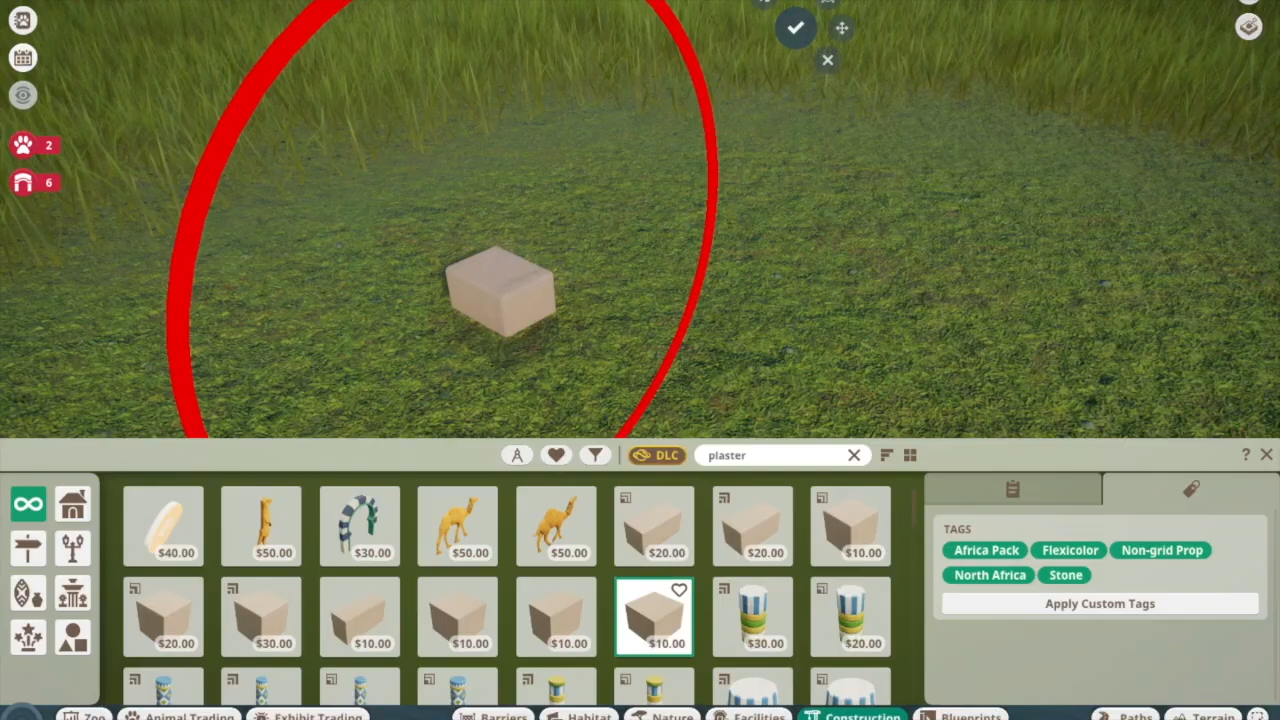 2
6
DLC
plaster
?
$40.00
$50.00
$30.00
$50.00
$50.00
$20.00
$20.00
$10.00
$20.00
$30.00
$10.00
$10.00
$10.00
$10.00
$30.00
$20.00
TAGS
Africa Pack
Flexicolor
Non-grid Prop
North Africa
Stone
Apply Custom Tags
Zoo
Animal Trading
Exhibit Trading
Barriers
Habitat
Nature
Facilities
Construction
Blueprints
Paths
Terrain